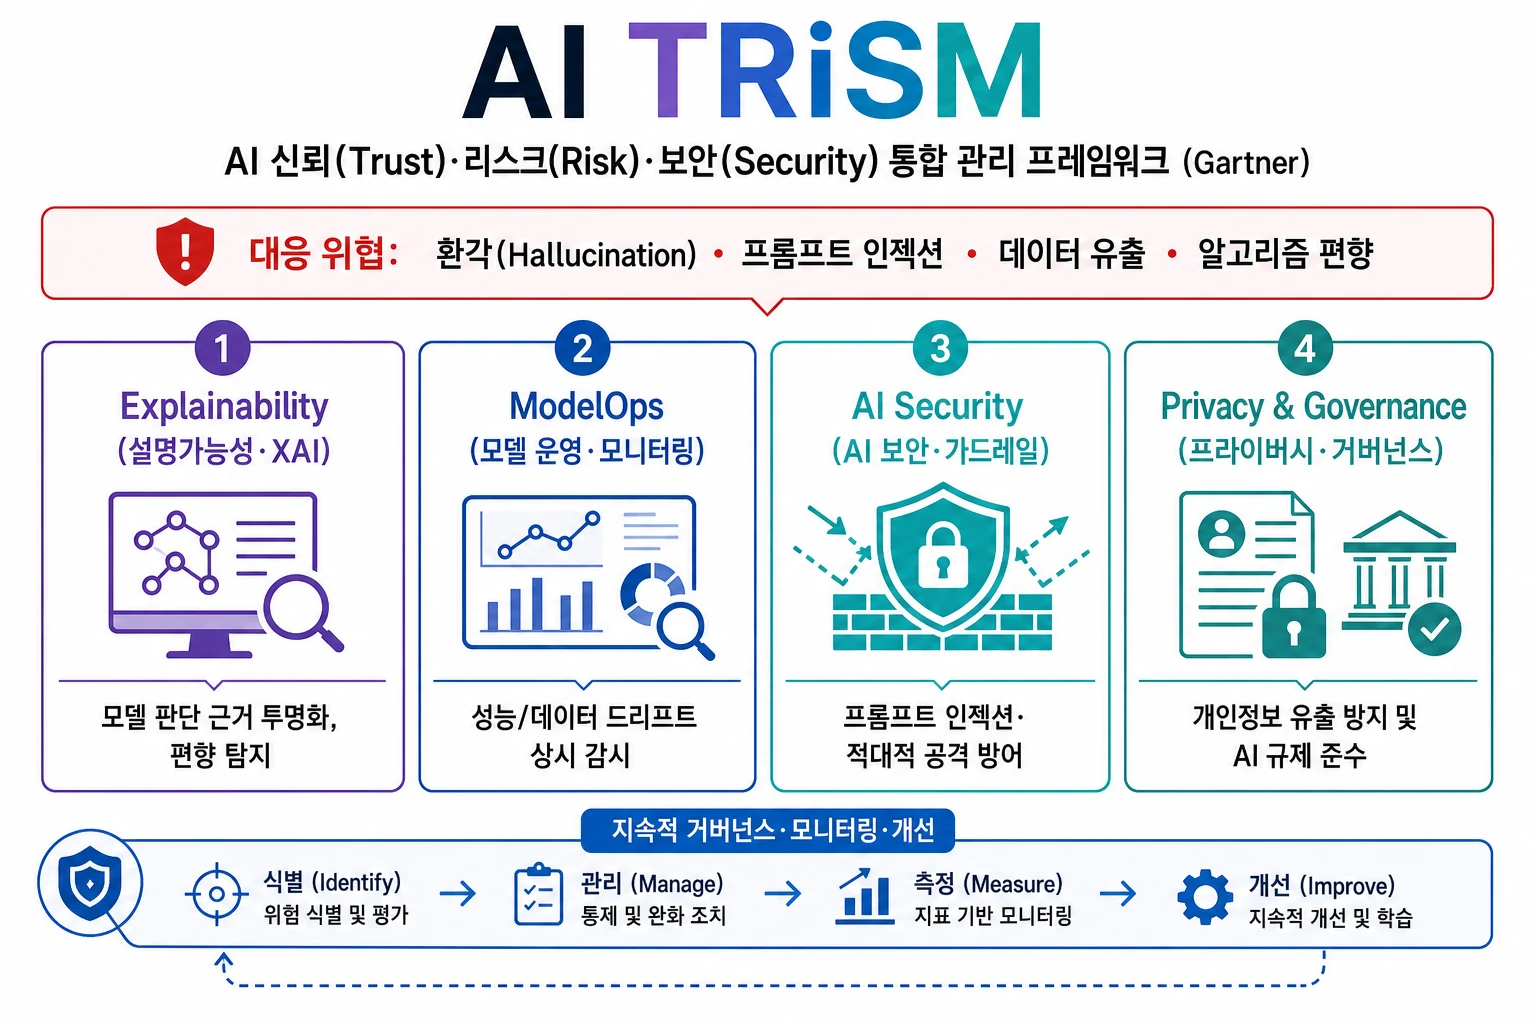 AI TRiSM
AI 신뢰(Trust)·리스크(Risk)·보안(Security) 통합 관리 프레임워크 (Gartner)
대응 위협: 환각(Hallucination) • 프롬프트 인젝션 • 데이터 유출 • 알고리즘 편향
1
Explainability
(설명가능성·XAI)
모델 판단 근거 투명화,
편향 탐지
2
ModelOps
(모델 운영·모니터링)
성능/데이터 드리프트
상시 감시
3
AI Security
(AI 보안·가드레일)
프롬프트 인젝션·
적대적 공격 방어
4
Privacy & Governance
(프라이버시·거버넌스)
개인정보 유출 방지 및
AI 규제 준수
지속적 거버넌스·모니터링·개선
식별 (Identify)
위험 식별 및 평가
관리 (Manage)
통제 및 완화 조치
측정 (Measure)
지표 기반 모니터링
개선 (Improve)
지속적 개선 및 학습